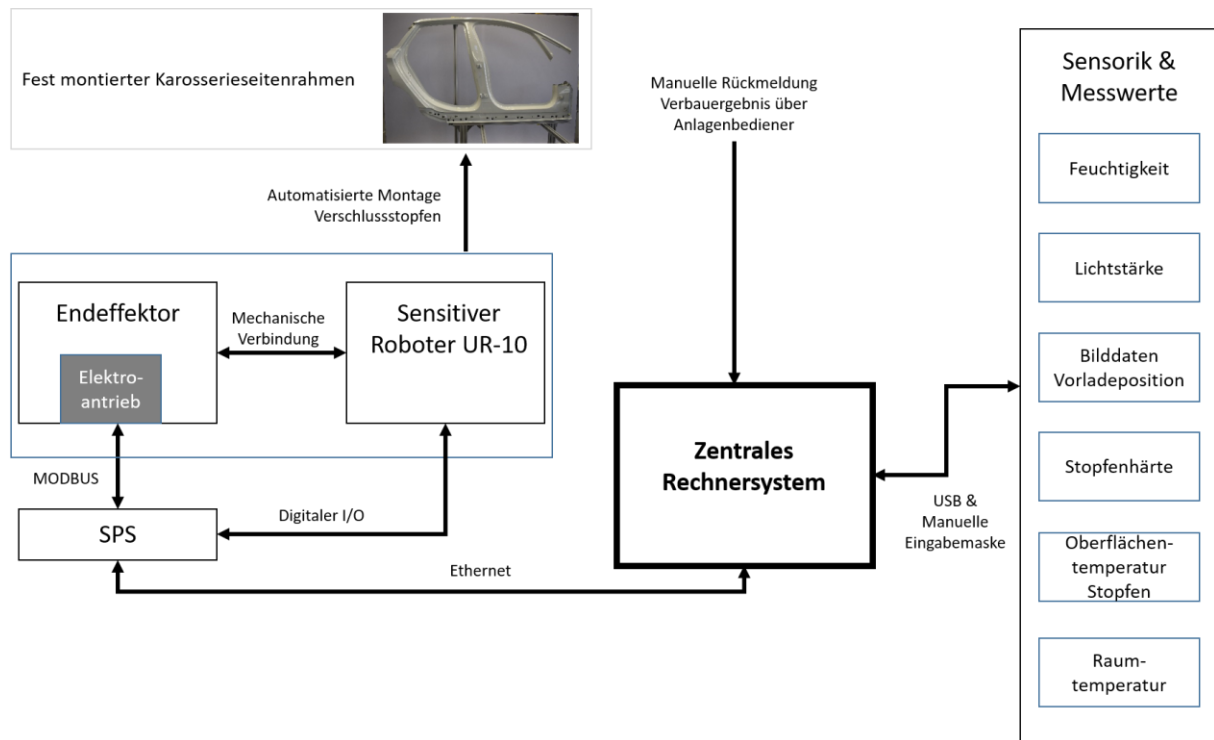 Fest montierter Karosserieseitenrahmen
Manuelle Rückmeldung
Verbauergebnis über
Anlagenbediener
Sensorik &
Messwerte
Automatisierte Montage
Verschlussstopfen
Endeffektor
Elektro-
antrieb
Mechanische
Verbindung
Sensitiver
Roboter UR-10
MODBUS
SPS
Digitaler I/O
Ethernet
Zentrales
Rechnersystem
USB &
Manuelle
Eingabemaske
Feuchtigkeit
Lichtstärke
Bilddaten
Vorladeposition
Stopfenhärte
Oberflächen-
temperatur
Stopfen
Raum-
temperatur